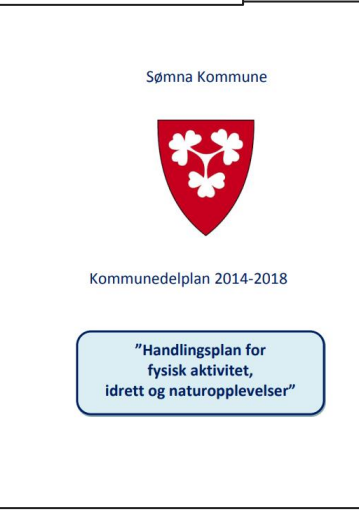 Sømna Kommune
Kommunedelplan 2014-2018
”Handlingsplan for
fysisk aktivitet,
idrett og naturopplevelser”